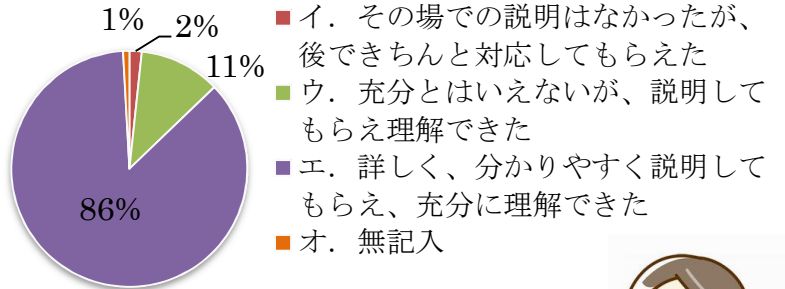 1%
2%
11%
86%
イ．その場での説明はなかったが、
後できちんと対応してもらえた
ウ．充分とはいえないが、説明して
もらえ理解できた
エ．詳しく、分かりやすく説明して
もらえ、充分に理解できた
オ．無記入